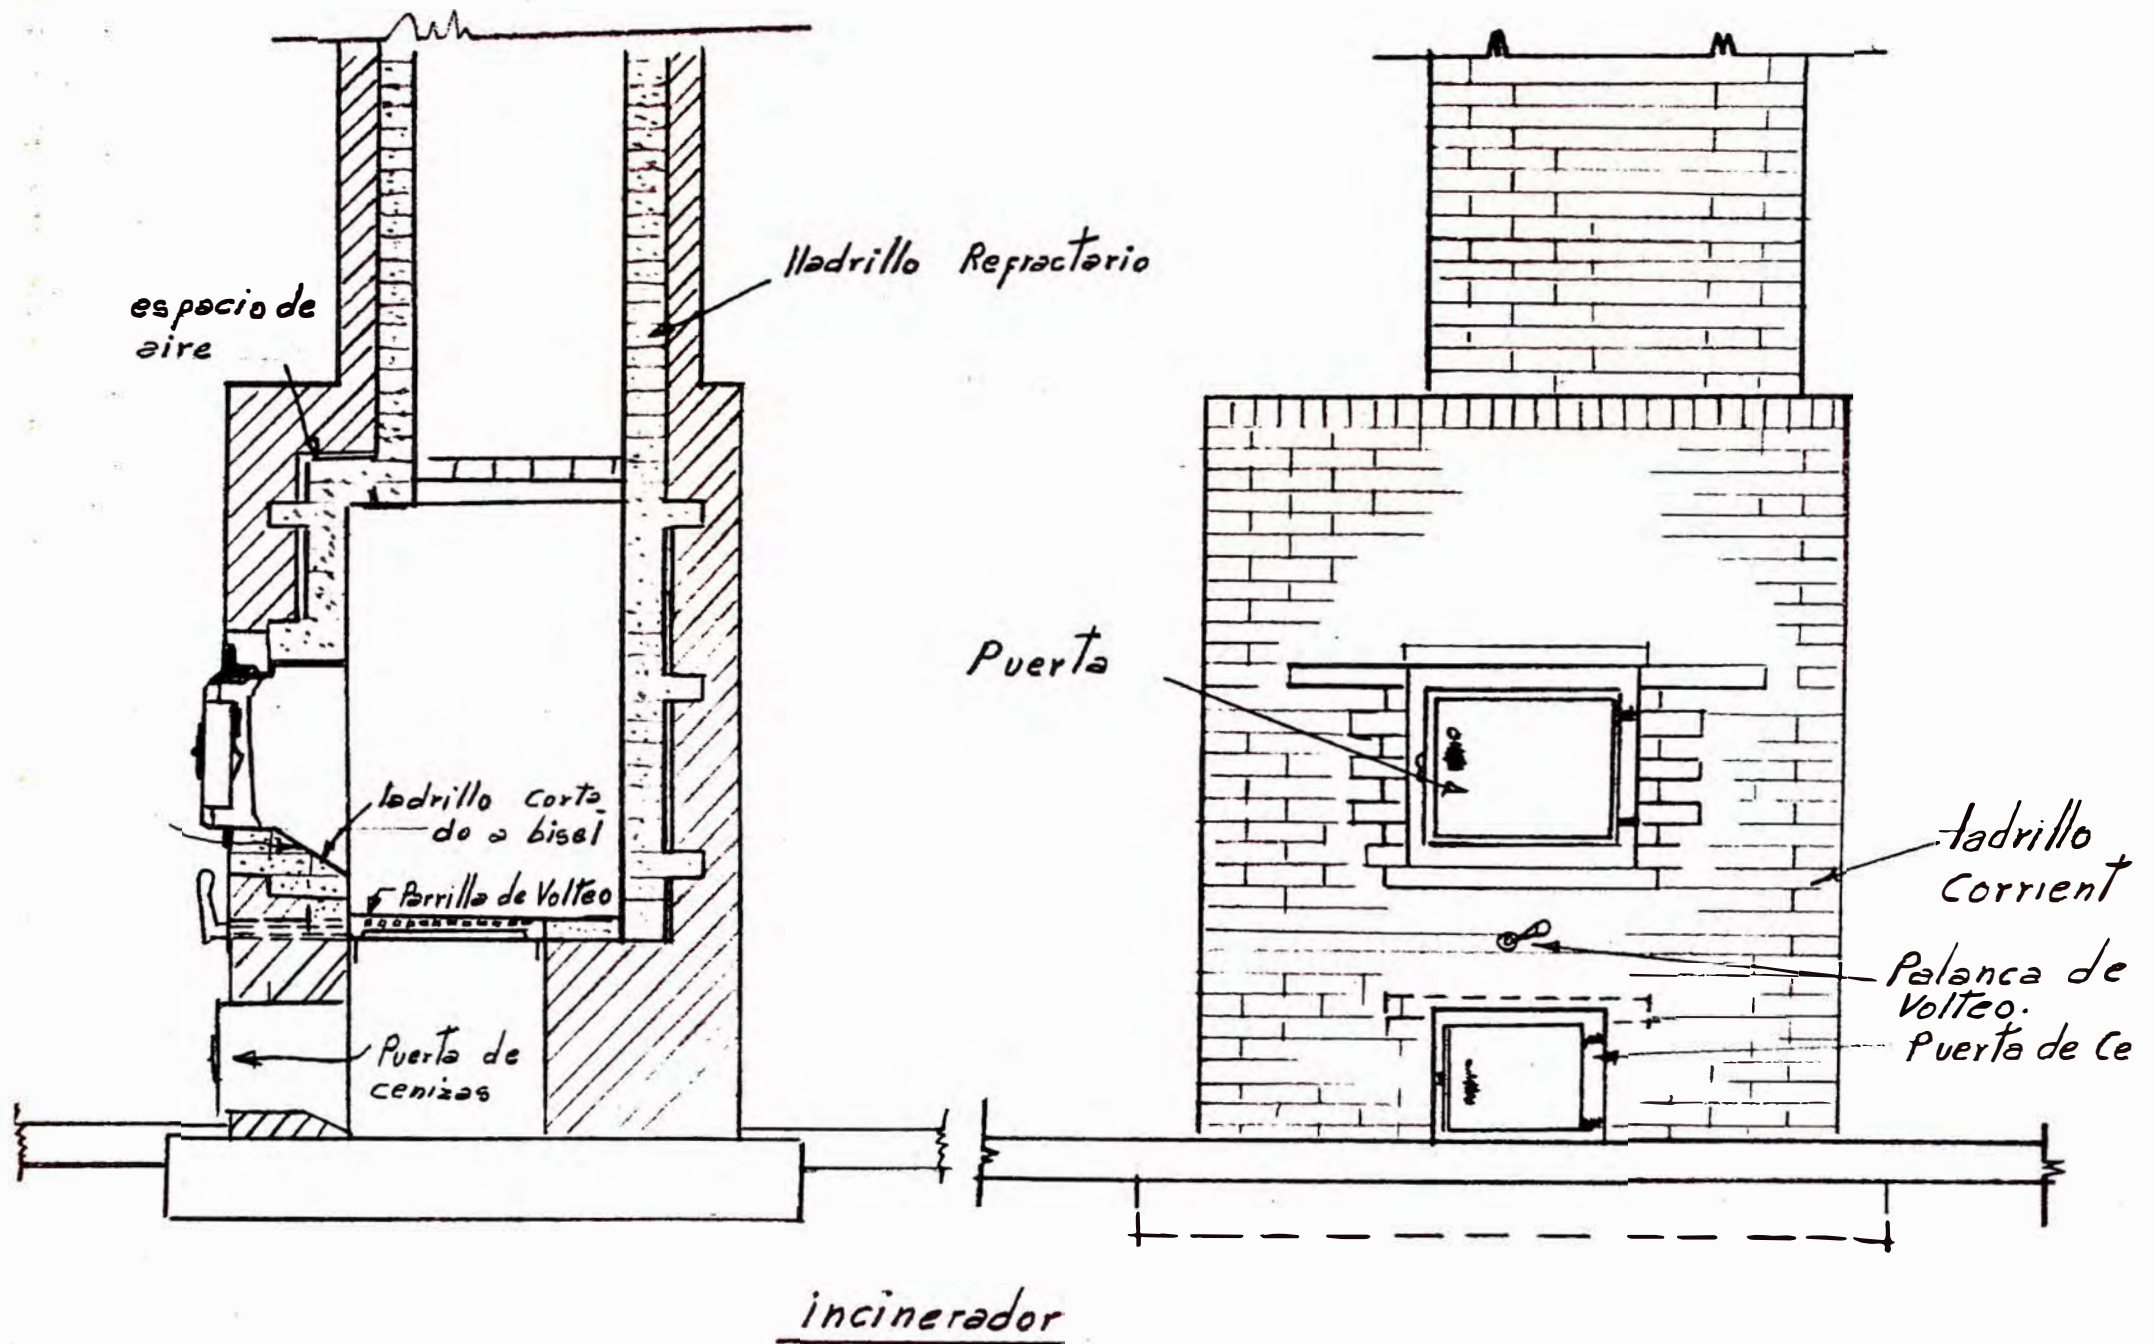 espacio de
aire
lladrillo Refractario
ladrillo corta
do a bisel
Parrilla de Volteo
Puerta de
cenizas
Puerta
ladrillo
Corrient
Palanca de
Volteo.
Puerta de Ce
incinerador